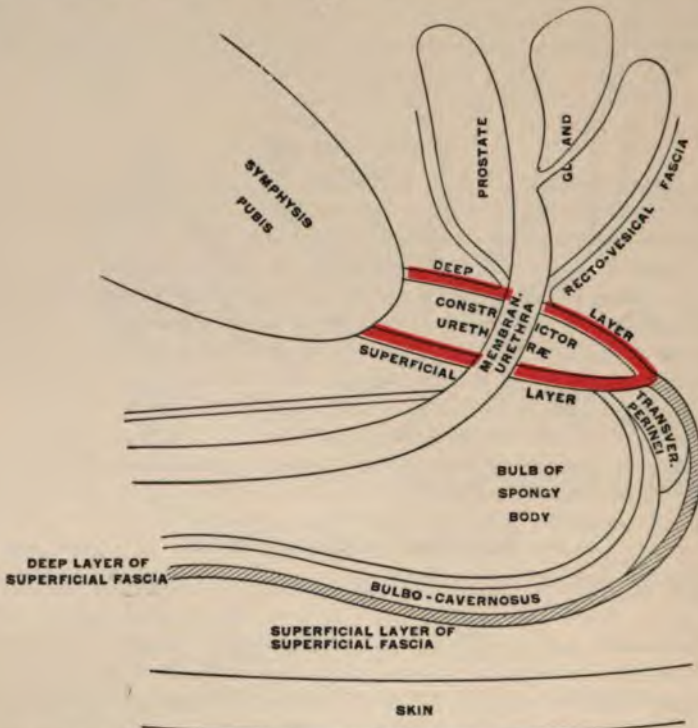 SYMPHYSIS
PUBIS
PROSTATE
GLAND
RECTO-VESICAL FASCIA
DEEP
LAYER
CONSTRICTOR
URETHRÆ
MEMBRAN.
URETHRA
SUPERFICIAL
LAYER
TRANSVER.
PERINEI
BULB OF
SPONGY
BODY
DEEP LAYER OF
SUPERFICIAL FASCIA
BULBO-CAVERNOSUS
SUPERFICIAL LAYER OF
SUPERFICIAL FASCIA
SKIN